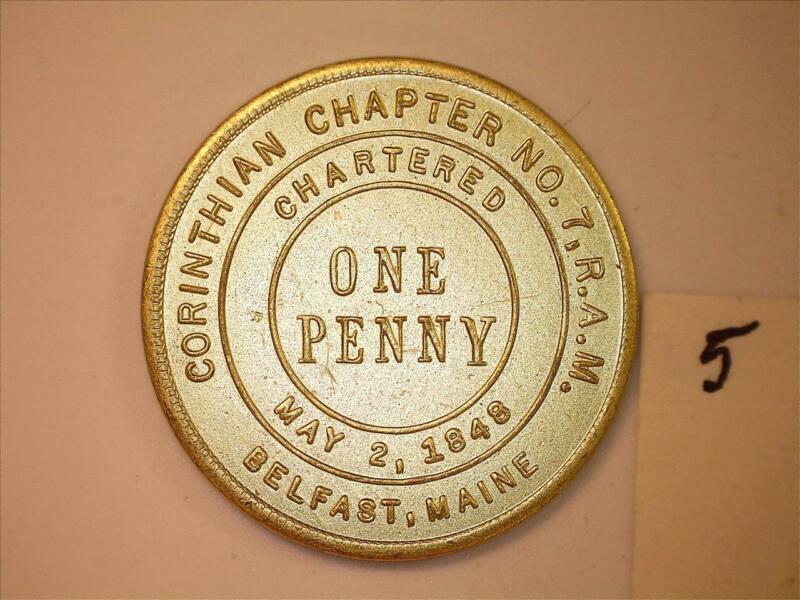 CORINTHIAN CHAPTER NO. 7, R.A.M.
CHARTERED
ONE
PENNY
MAY 2, 1848
BELFAST, MAINE
5